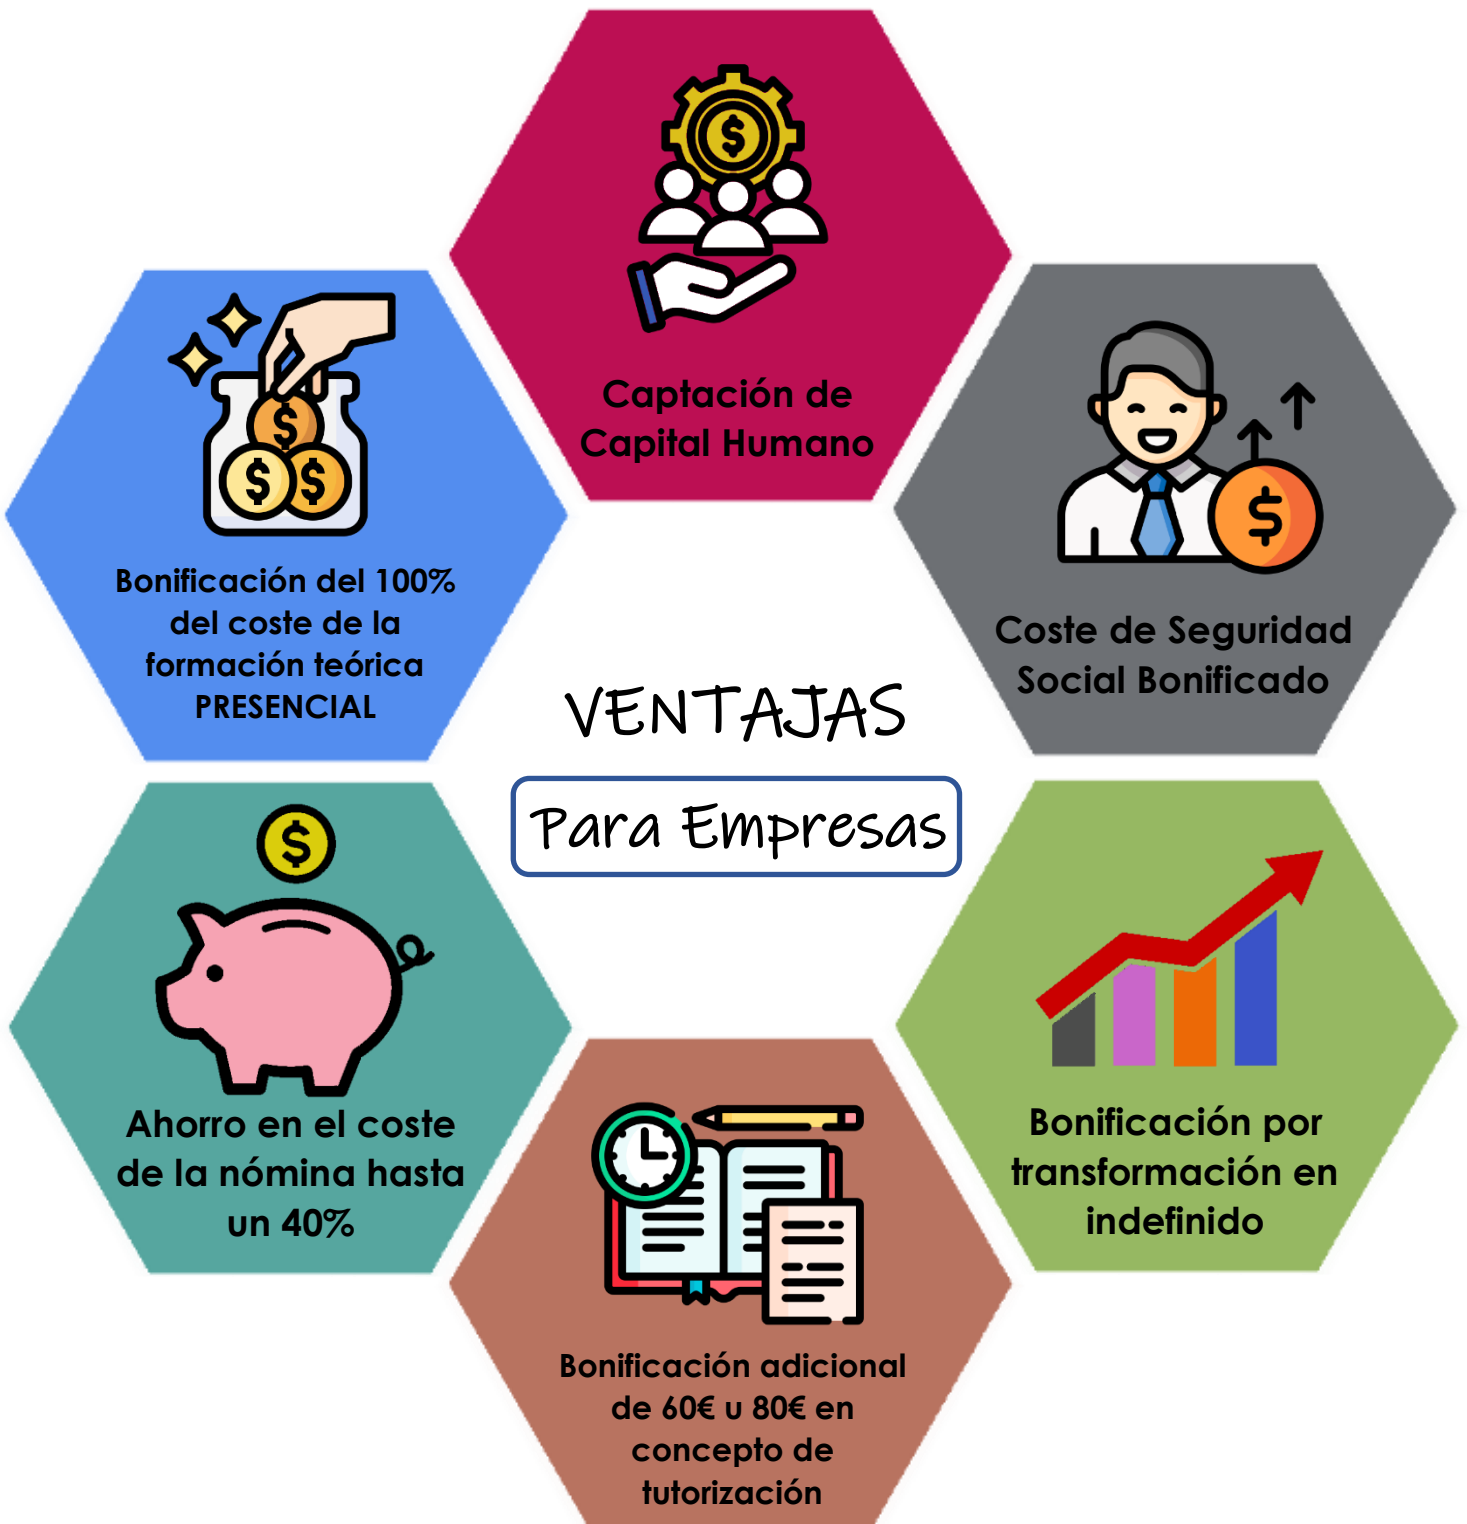 Captación de
Capital Humano
Bonificación del 100%
del coste de la
formación teórica
PRESENCIAL
Coste de Seguridad
Social Bonificado
VENTAJAS
Para Empresas
Ahorro en el coste
de la nómina hasta
un 40%
Bonificación por
transformación en
indefinido
Bonificación adicional
de 60€ u 80€ en
concepto de
tutorización